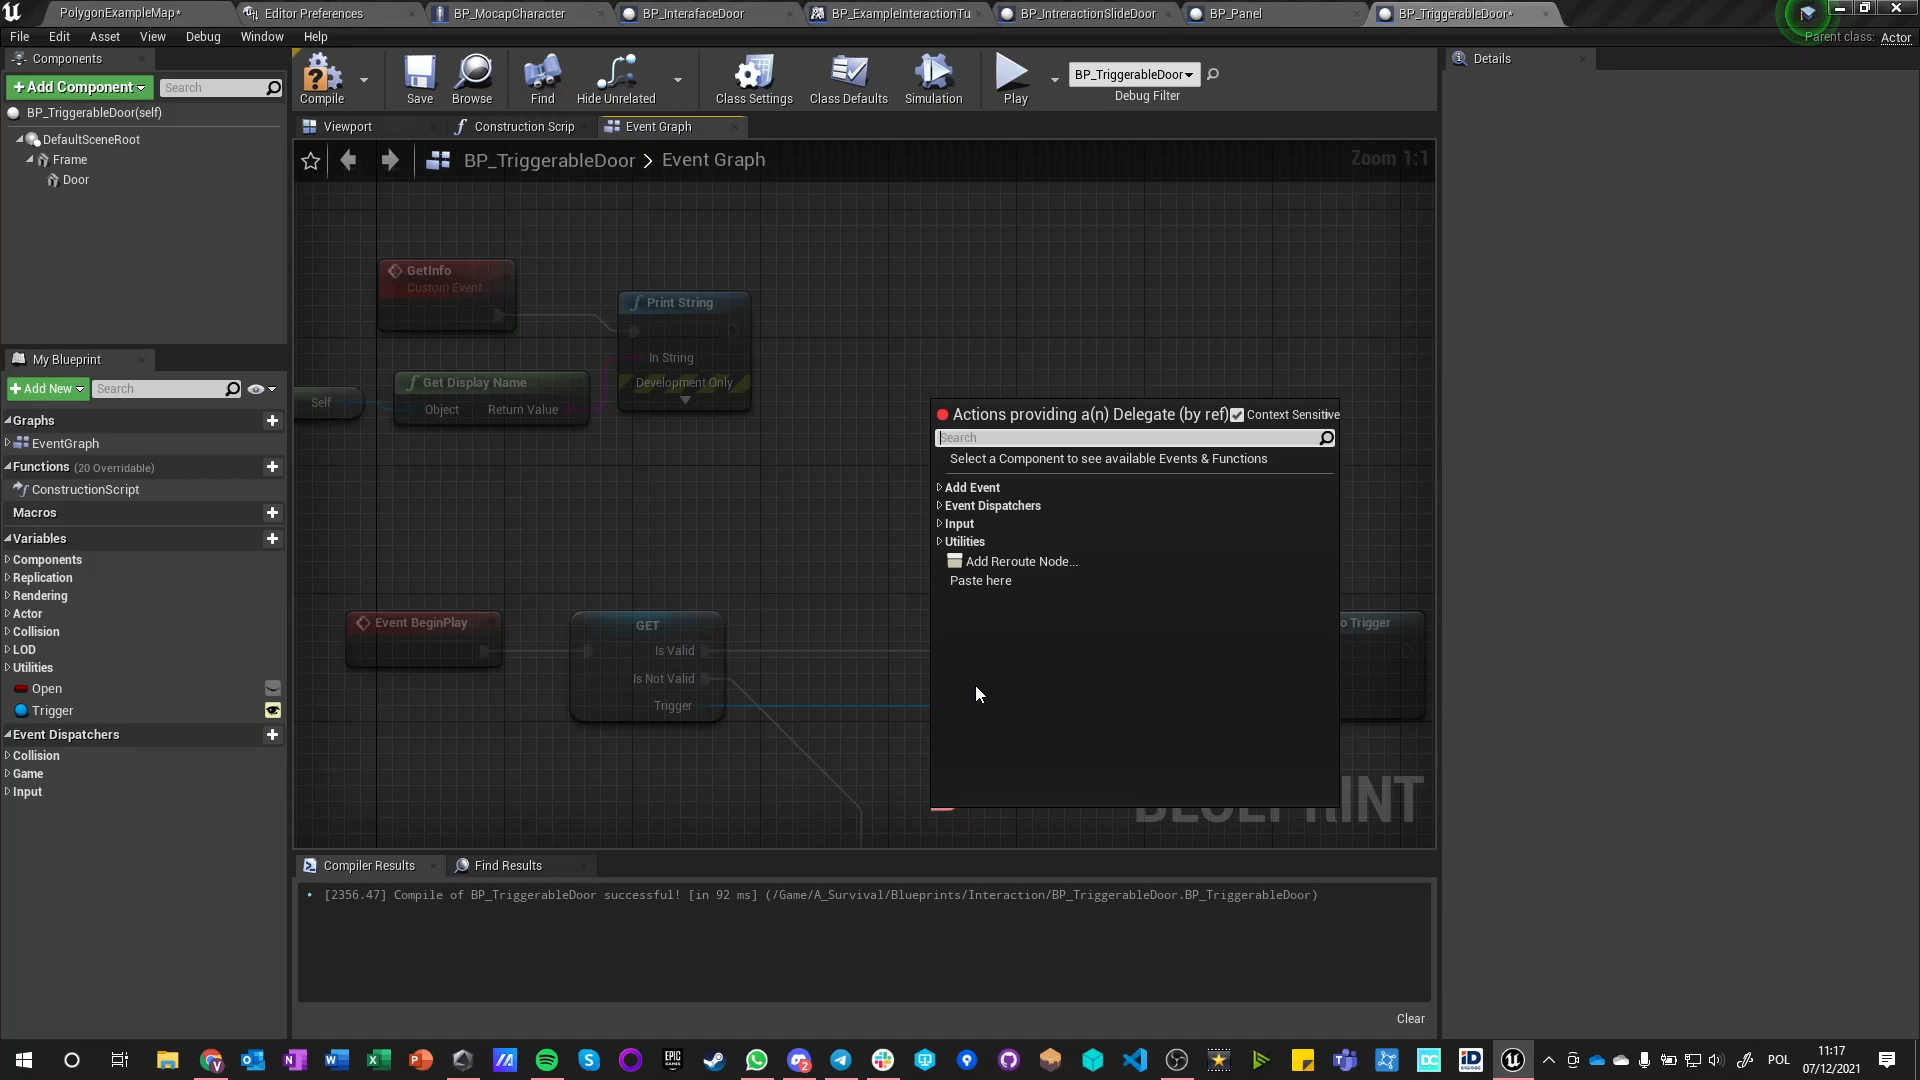 PolygonExampleMap*
Editor Preferences
BP_MocapCharacter
BP_InterafaceDoor
BP_ExampleInteractionTu
BP_IntreractionSlideDoor
BP_Panel
BP_TriggerableDoor*
File Edit Asset View Debug Window Help
Parent class: Actor
Components
+Add Component
Search
BP_TriggerableDoor(self)
DefaultSceneRoot
Frame
Door
Compile
Save
Browse
Find
Hide Unrelated
Class Settings
Class Defaults
Simulation
Play
BP_TriggerableDoor
Debug Filter
Details
Viewport
Construction Scrip
Event Graph
BP_TriggerableDoor > Event Graph
Zoom 1:1
GetInfo
Custom Event
Print String
In String
Development Only
Self
Get Display Name
Object Return Value
Actions providing a(n) Delegate (by ref)
Context Sensitive
Search
Select a Component to see available Events & Functions
Add Event
Event Dispatchers
Input
Utilities
Add Reroute Node...
Paste here
Event BeginPlay
GET
Is Valid
Is Not Valid
Trigger
o Trigger
BLUEPRINT
My Blueprint
+Add New
Search
Graphs
EventGraph
Functions (20 Overridable)
ConstructionScript
Macros
Variables
Components
Replication
Rendering
Actor
Collision
LOD
Utilities
Open
Trigger
Event Dispatchers
Collision
Game
Input
Compiler Results
Find Results
[2356.47] Compile of BP_TriggerableDoor successful! [in 92 ms] (/Game/A_Survival/Blueprints/Interaction/BP_TriggerableDoor.BP_TriggerableDoor)
Clear
POL
11:17
07/12/2021